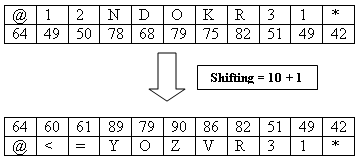 @ 1 2 N D O K R 3 1 *
64 49 50 78 68 79 75 82 51 49 42
Shifting = 10 + 1
64 60 61 89 79 90 86 82 51 49 42
@ < = Y O Z V R 3 1 *